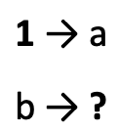 1 → a
b → ?